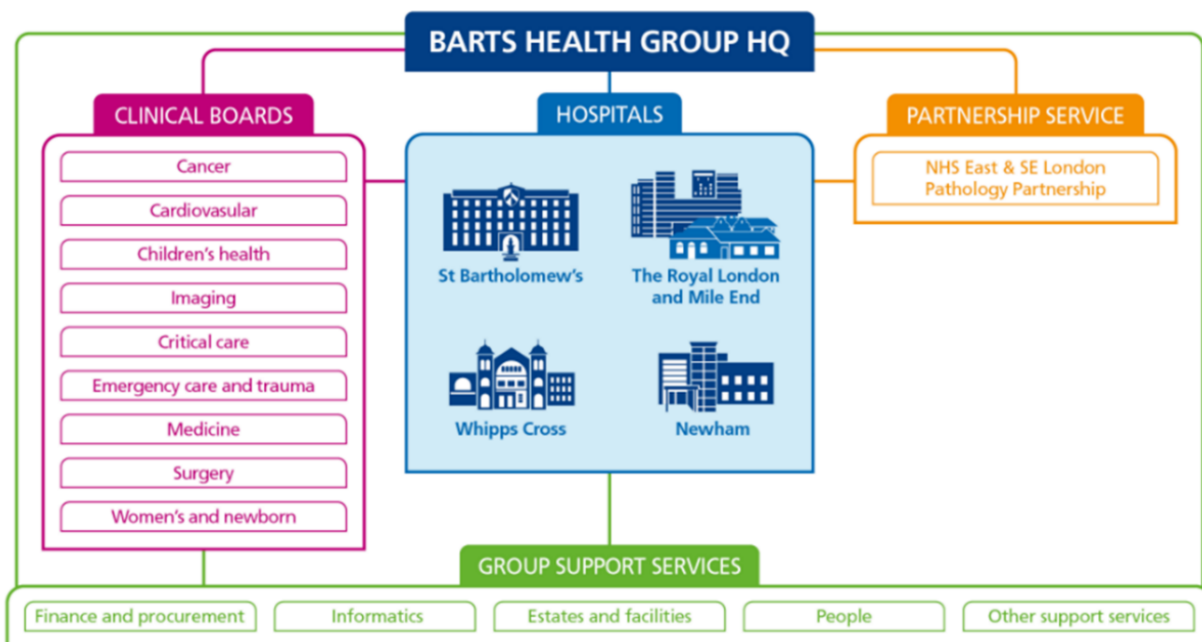 BARTS HEALTH GROUP HQ
CLINICAL BOARDS
Cancer
Cardiovasular
Children's health
Imaging
Critical care
Emergency care and trauma
Medicine
Surgery
Women's and newborn
HOSPITALS
St Bartholomew's
The Royal London
and Mile End
Whipps Cross
Newham
PARTNERSHIP SERVICE
NHS East & SE London
Pathology Partnership
GROUP SUPPORT SERVICES
Finance and procurement
Informatics
Estates and facilities
People
Other support services